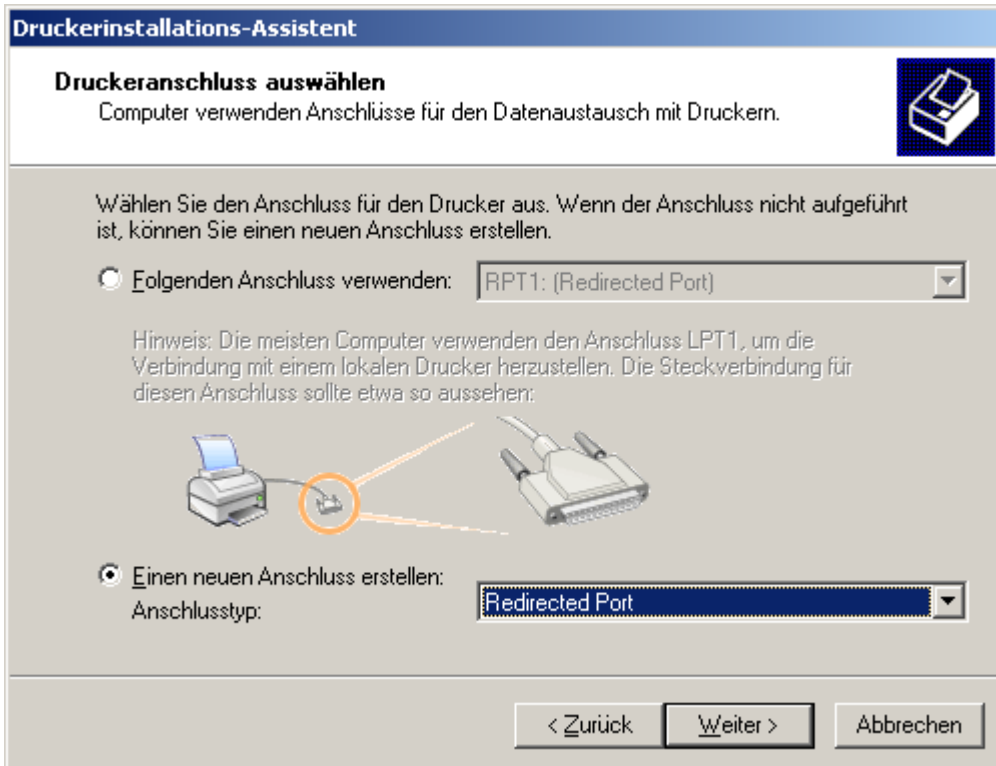 Druckerinstallations-Assistent
Druckeranschluss auswählen
Computer verwenden Anschlüsse für den Datenaustausch mit Druckern.
Wählen Sie den Anschluss für den Drucker aus. Wenn der Anschluss nicht aufgeführt
ist, können Sie einen neuen Anschluss erstellen.
Folgenden Anschluss verwenden: RPT1: (Redirected Port)
Hinweis: Die meisten Computer verwenden den Anschluss LPT1, um die
Verbindung mit einem lokalen Drucker herzustellen. Die Steckverbindung für
diesen Anschluss sollte etwa so aussehen:
Einen neuen Anschluss erstellen:
Anschlusstyp: Redirected Port
< Zurück Weiter > Abbrechen